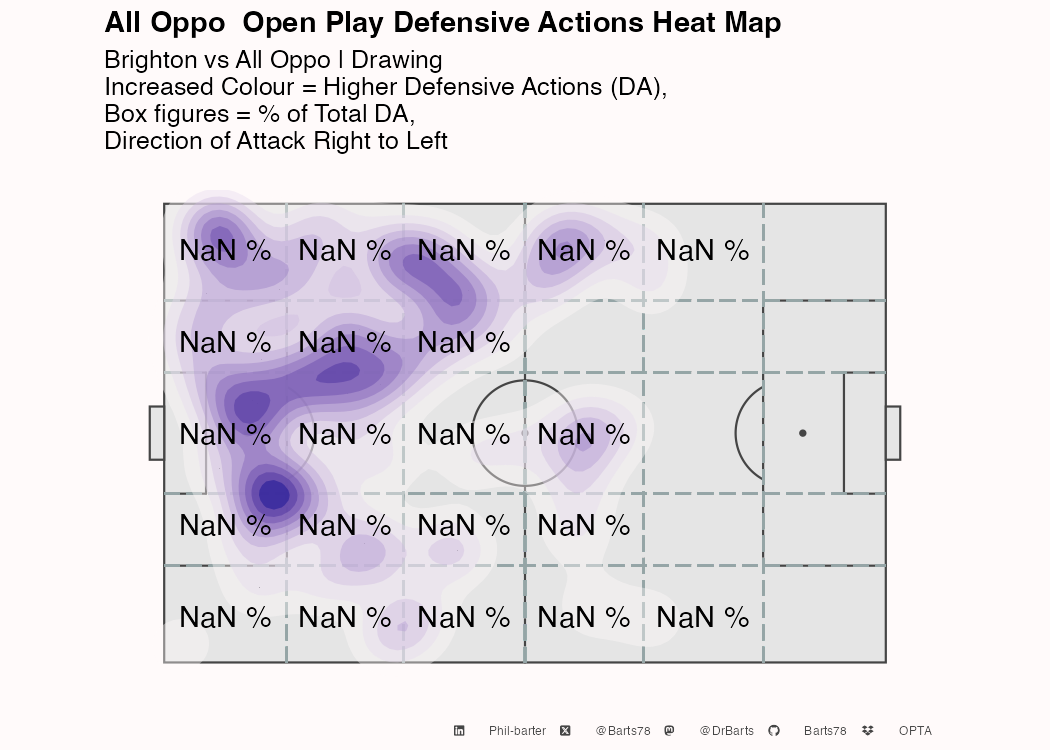 All Oppo  Open Play Defensive Actions Heat Map
Brighton vs All Oppo | Drawing
Increased Colour = Higher Defensive Actions (DA),
Box figures = % of Total DA,
Direction of Attack Right to Left
NaN % NaN % NaN % NaN % NaN %
NaN % NaN % NaN %
NaN % NaN % NaN % NaN %
NaN % NaN % NaN % NaN %
NaN % NaN % NaN % NaN % NaN %
Phil-barter @Barts78 @DrBarts Barts78 OPTA